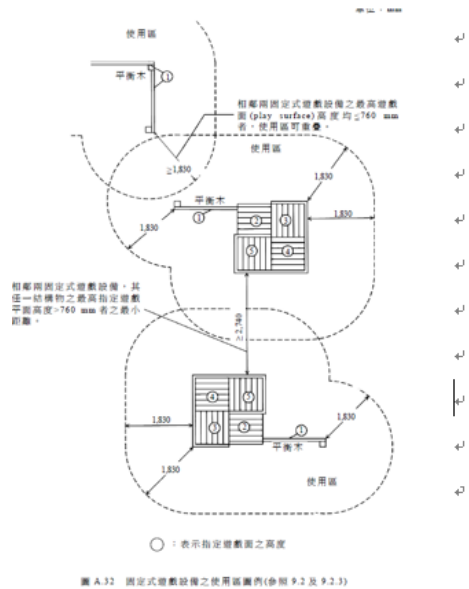 單位：mm
使用區
平衡木
①
相鄰兩固定式遊戲設備之最高遊戲
面(play surface)高度均≦760 mm
者，使用區可重疊。
≧1,830
使用區
1,830
平衡木
①
②
③
1,830
1,830
⑤
④
相鄰兩固定式遊戲設備，其
任一結構物之最高指定遊戲
平面高度>760 mm 者之最小
距離。
≧2,740
④
⑤
1,830
③
②
①
1,830
平衡木
1,830
使用區
○ ：表示指定遊戲面之高度
圖 A.32 固定式遊戲設備之使用區圖例(參照 9.2 及 9.2.3)